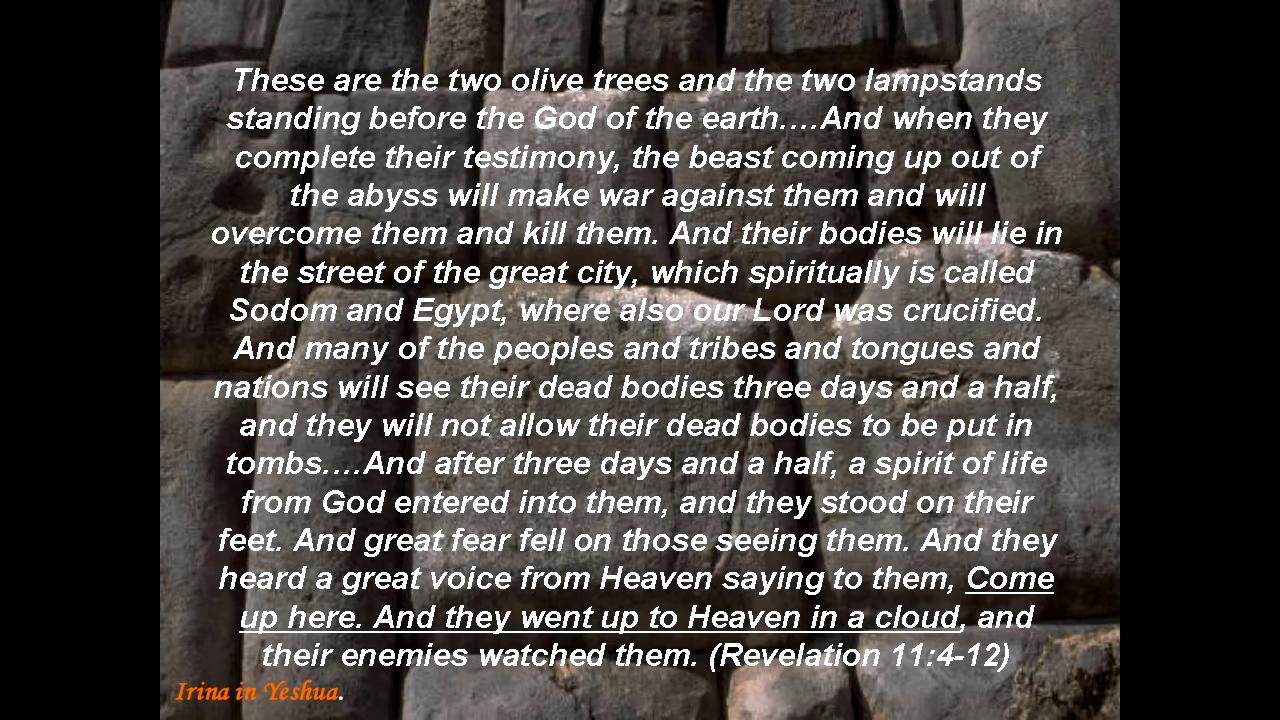 These are the two olive trees and the two lampstands
standing before the God of the earth.…And when they
complete their testimony, the beast coming up out of
the abyss will make war against them and will
overcome them and kill them. And their bodies will lie in
the street of the great city, which spiritually is called
Sodom and Egypt, where also our Lord was crucified.
And many of the peoples and tribes and tongues and
nations will see their dead bodies three days and a half,
and they will not allow their dead bodies to be put in
tombs.…And after three days and a half, a spirit of life
from God entered into them, and they stood on their
feet. And great fear fell on those seeing them. And they
heard a great voice from Heaven saying to them, Come
up here. And they went up to Heaven in a cloud, and
their enemies watched them. (Revelation 11:4-12)
Irina in Yeshua.